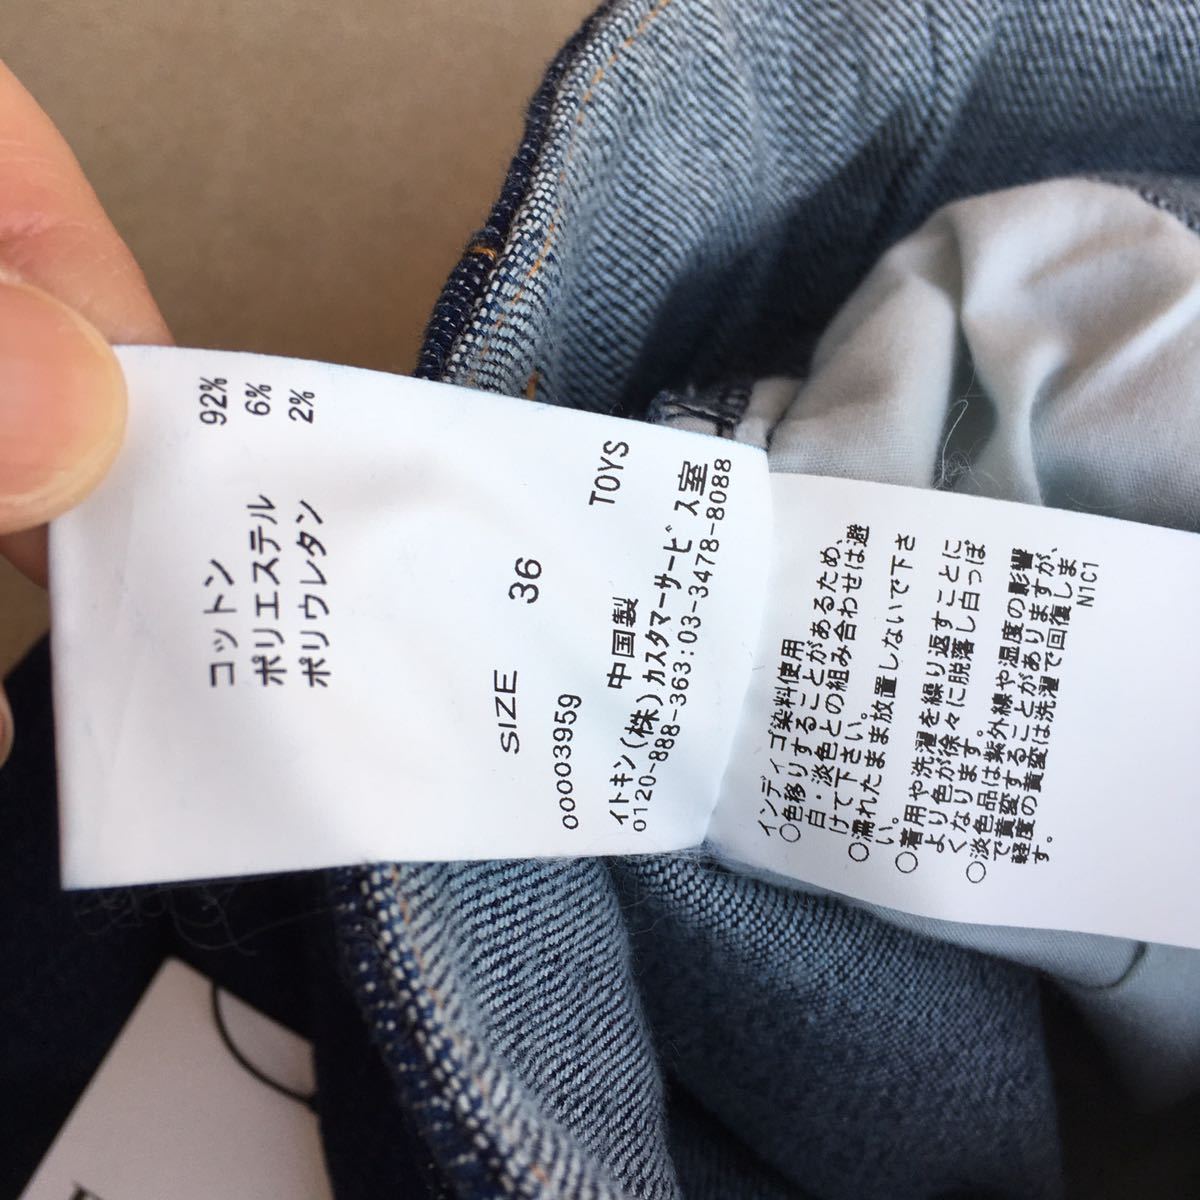 コットン 92%
ポリエステル 6%
ポリウレタン 2%
SIZE 36
00003959 TOYS
中国製
イトキン(株)カスタマーサービス室
0120-888-363:03-3478-8088
インディゴ染料使用
○色移りすることがあるため、
白・淡色との組み合わせは避
けて下さい。
○濡れたまま放置しないで下さ
い。
○着用や洗濯を繰り返すことに
より色が徐々に脱落し白っぽ
くなります。
○淡色品は紫外線や湿度の影響
で黄変することがありますが、
軽度の黄変は洗濯で回復しま
す。 N1C1